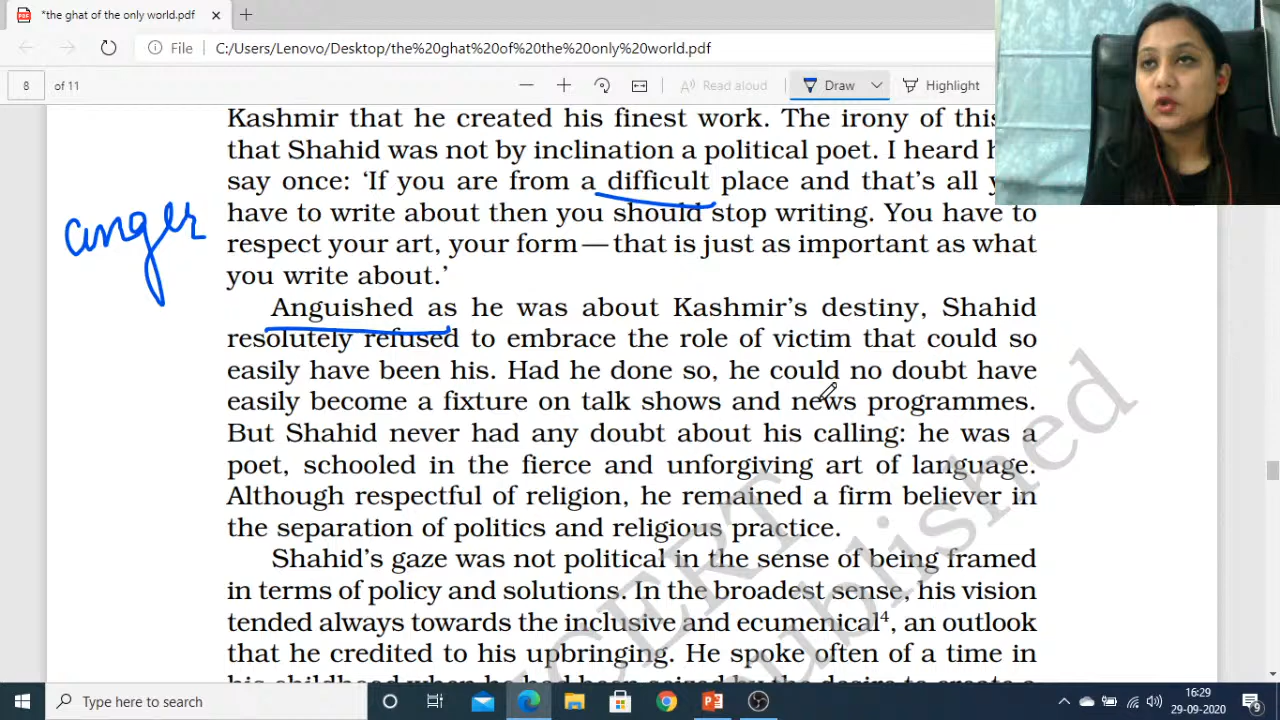 *the ghat of the only world.pdf
File C:/Users/Lenovo/Desktop/the%20ghat%20of%20the%20only%20world.pdf
8 of 11 Read aloud Draw Highlight
Kashmir that he created his finest work. The irony of this
that Shahid was not by inclination a political poet. I heard
say once: ‘If you are from a difficult place and that’s all
have to write about then you should stop writing. You have to
anger
respect your art, your form—that is just as important as what
you write about.’
Anguished as he was about Kashmir’s destiny, Shahid
resolutely refused to embrace the role of victim that could so
easily have been his. Had he done so, he could no doubt have
easily become a fixture on talk shows and news programmes.
But Shahid never had any doubt about his calling: he was a
poet, schooled in the fierce and unforgiving art of language.
Although respectful of religion, he remained a firm believer in
the separation of politics and religious practice.
Shahid’s gaze was not political in the sense of being framed
in terms of policy and solutions. In the broadest sense, his vision
tended always towards the inclusive and ecumenical⁴, an outlook
that he credited to his upbringing. He spoke often of a time in
Type here to search
16:29
29-09-2020
9